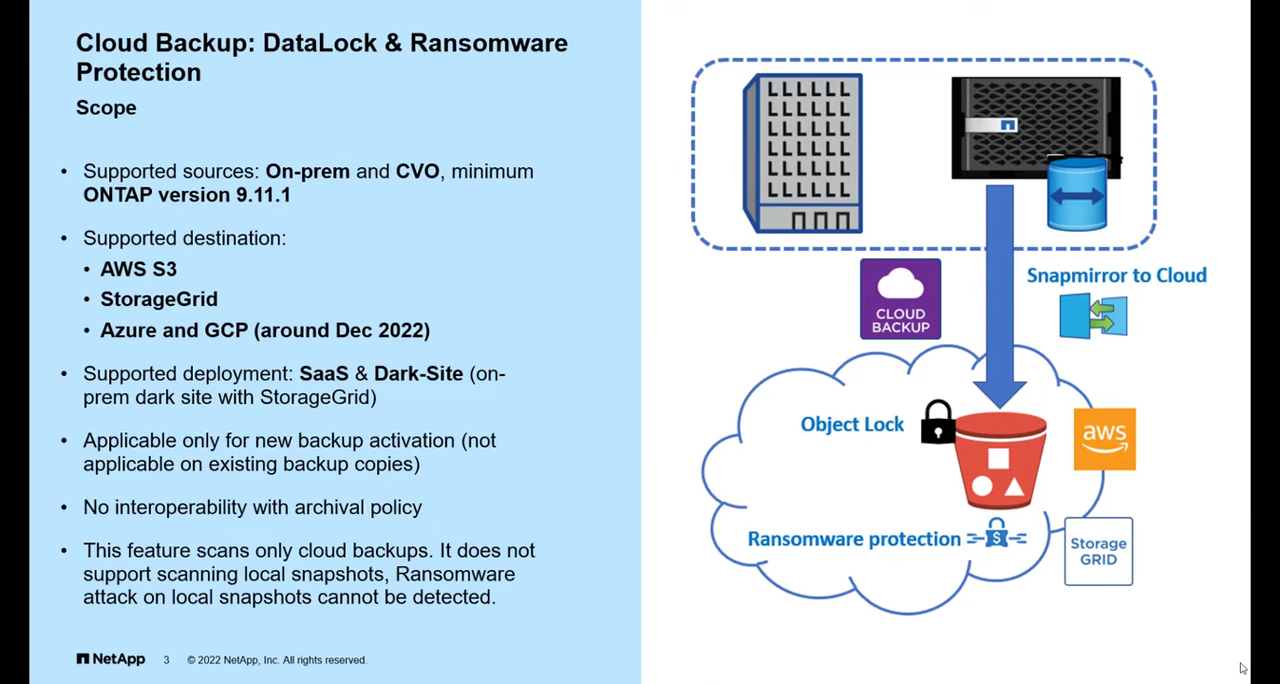 Cloud Backup: DataLock & Ransomware
Protection
Scope
• Supported sources: On-prem and CVO, minimum
ONTAP version 9.11.1
• Supported destination:
• AWS S3
• StorageGrid
• Azure and GCP (around Dec 2022)
• Supported deployment: SaaS & Dark-Site (on-
prem dark site with StorageGrid)
• Applicable only for new backup activation (not
applicable on existing backup copies)
• No interoperability with archival policy
• This feature scans only cloud backups. It does not
support scanning local snapshots, Ransomware
attack on local snapshots cannot be detected.
NetApp 3 © 2022 NetApp, Inc. All rights reserved.
CLOUD
BACKUP
Snapmirror to Cloud
Object Lock
aws
Ransomware protection
$
Storage
GRID